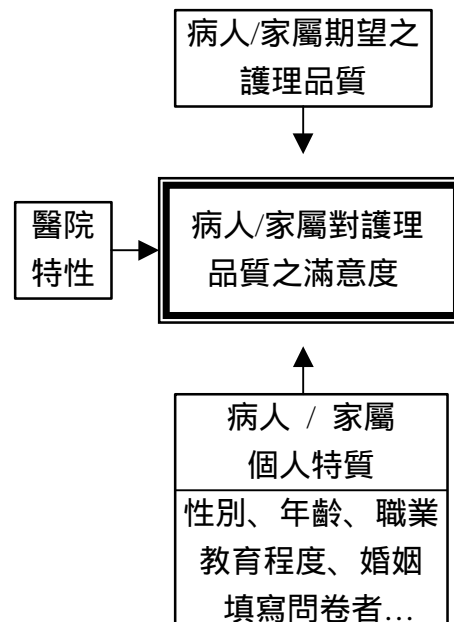 病人/家屬期望之
護理品質
醫院
特性
病人/家屬對護理
品質之滿意度
病人 / 家屬
個人特質
性別、年齡、職業
教育程度、婚姻
填寫問卷者…